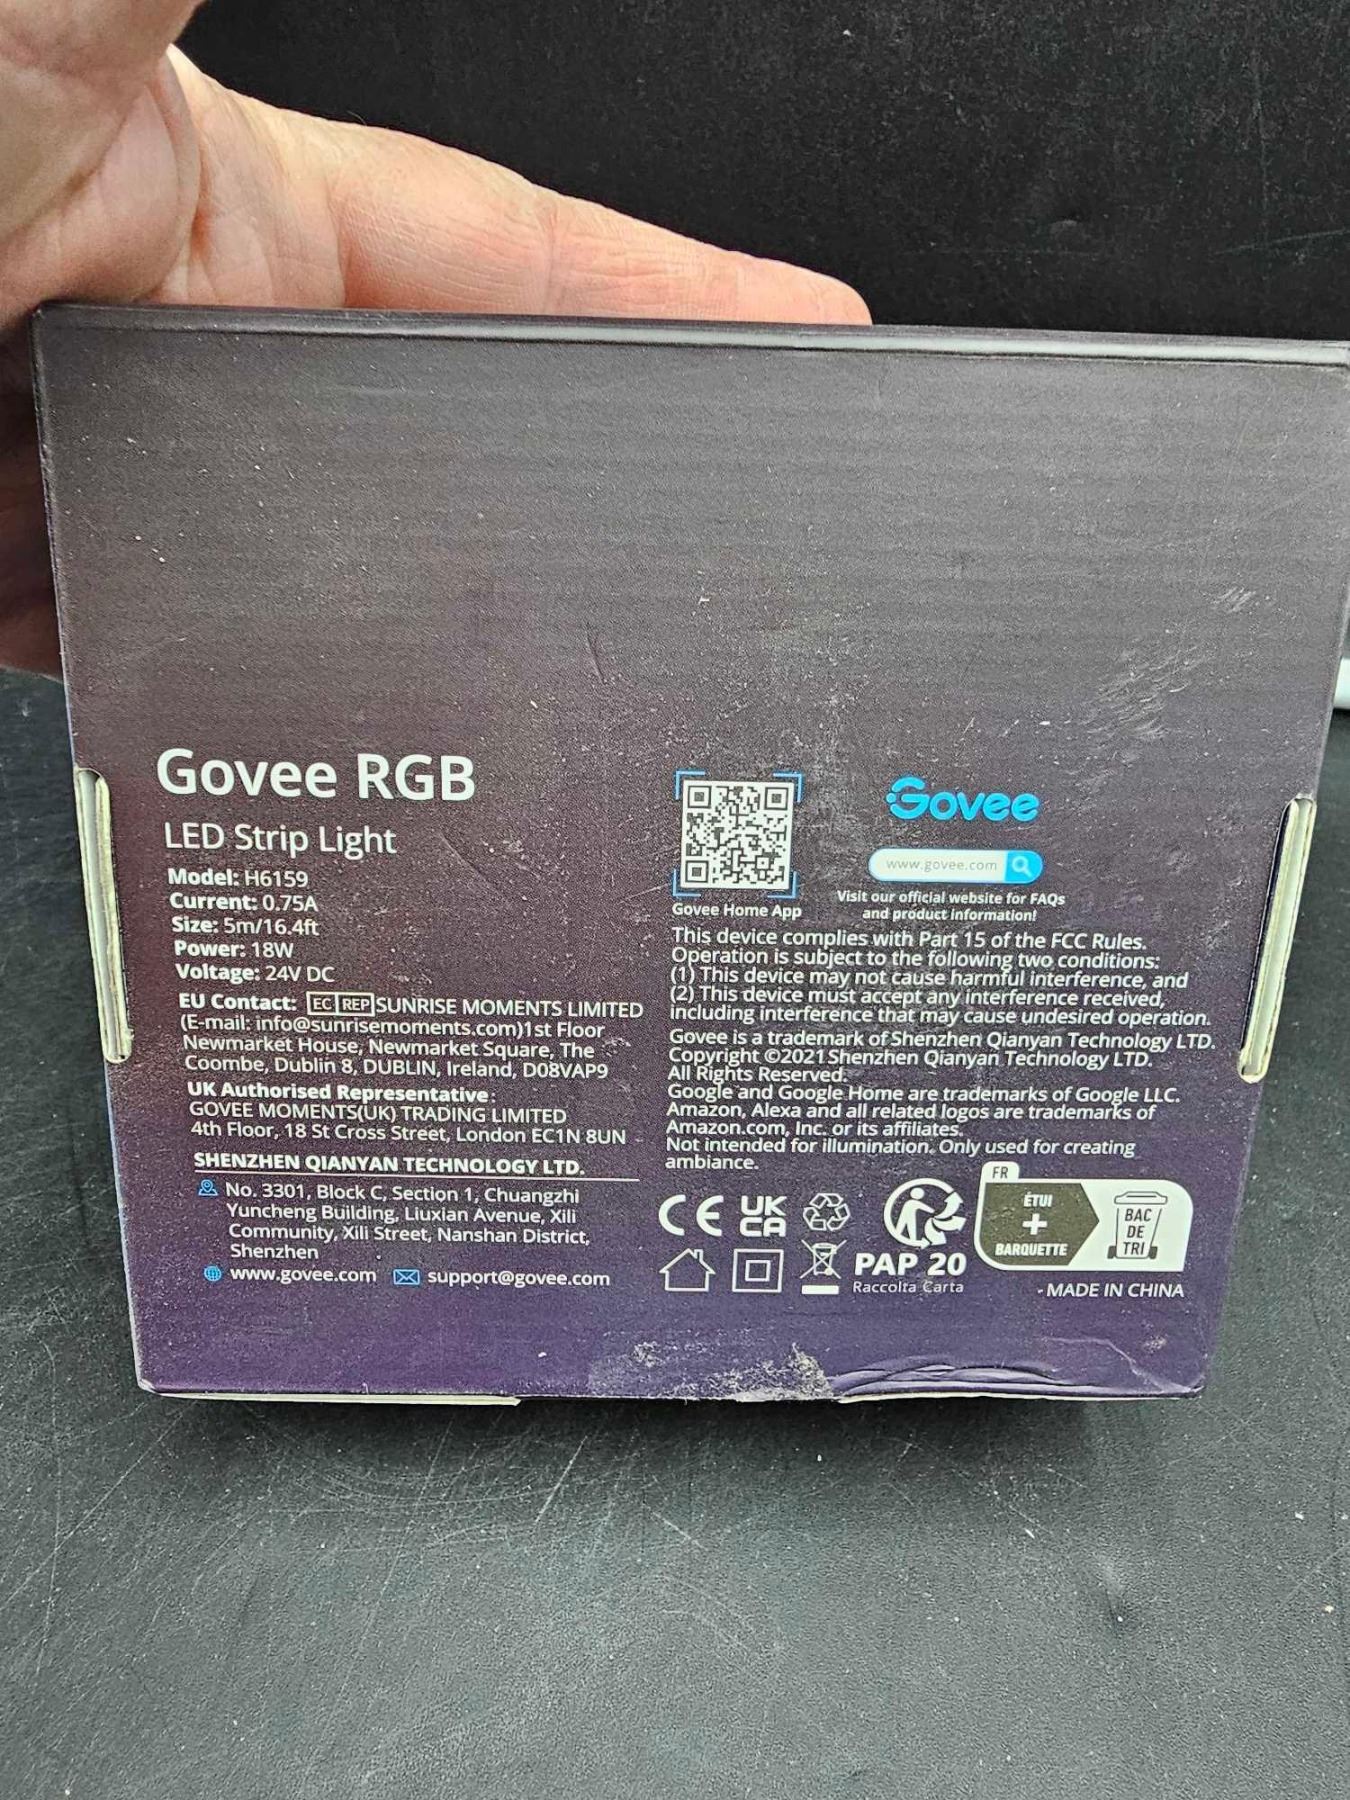 Govee RGB
LED Strip Light
Model: H6159
Current: 0.75A
Size: 5m/16.4ft
Power: 18W
Voltage: 24V DC
EU Contact: EC REP SUNRISE MOMENTS LIMITED
(E-mail: info@sunrisemoments.com)1st Floor
Newmarket House, Newmarket Square, The
Coombe, Dublin 8, DUBLIN, Ireland, D08VAP9
UK Authorised Representative:
GOVEE MOMENTS(UK) TRADING LIMITED
4th Floor, 18 St Cross Street, London EC1N 8UN
SHENZHEN QIANYAN TECHNOLOGY LTD.
No. 3301, Block C, Section 1, Chuangzhi
Yuncheng Building, Liuxian Avenue, Xili
Community, Xili Street, Nanshan District,
Shenzhen
www.govee.com support@govee.com
Govee Home App
Govee
www.govee.com
Visit our official website for FAQs
and product information!
This device complies with Part 15 of the FCC Rules.
Operation is subject to the following two conditions:
(1) This device may not cause harmful interference, and
(2) This device must accept any interference received,
including interference that may cause undesired operation.
Govee is a trademark of Shenzhen Qianyan Technology LTD.
Copyright ©2021 Shenzhen Qianyan Technology LTD.
All Rights Reserved.
Google and Google Home are trademarks of Google LLC.
Amazon, Alexa and all related logos are trademarks of
Amazon.com, Inc. or its affiliates.
Not intended for illumination. Only used for creating
ambiance.
CE UK
CA
PAP 20
Raccolta Carta
FR
ÉTUI
+
BARQUETTE
BAC
DE
TRI
MADE IN CHINA